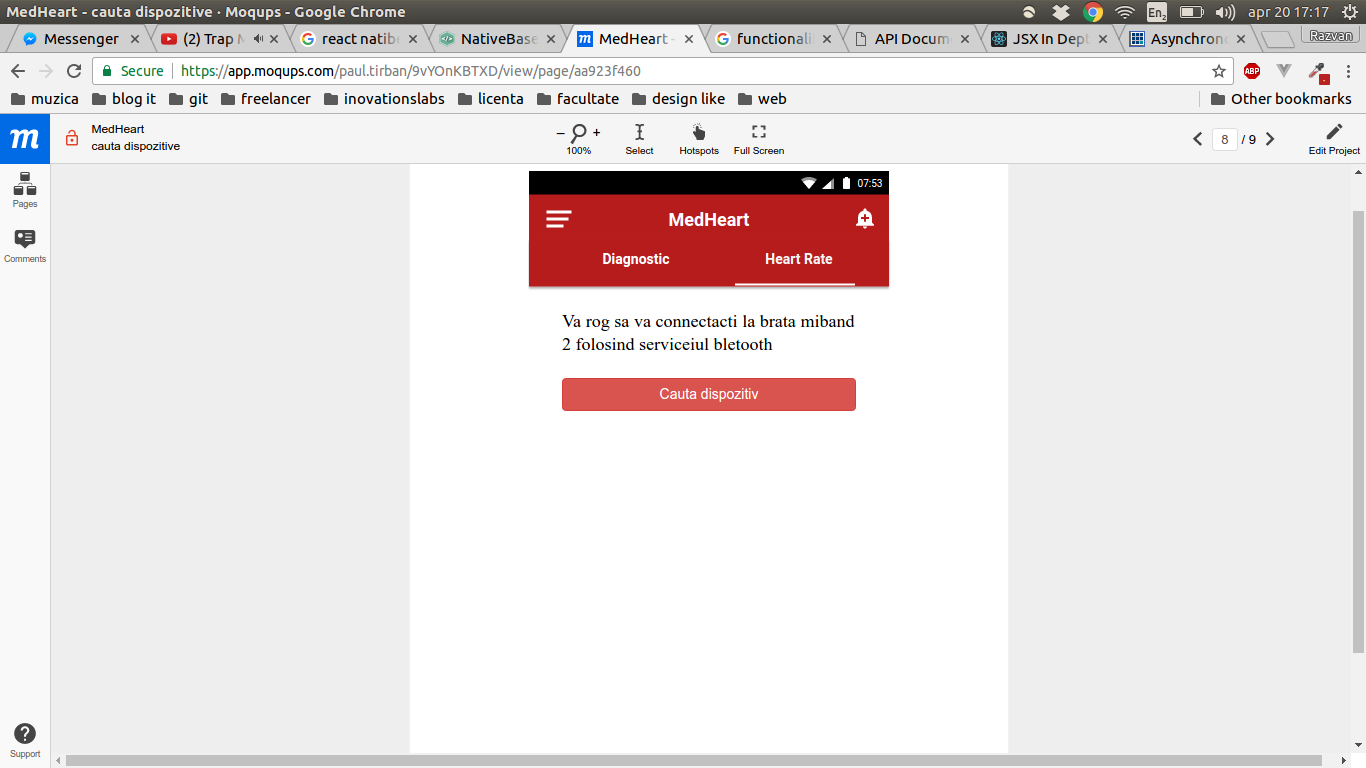 MedHeart - cauta dispozitive · Moqups - Google Chrome
En2
apr 20 17:17
Messenger
(2) Trap
react natib
NativeBase
MedHeart -
functionali
API Docum
JSX In Dept
Asynchron
Razvan
Secure
https://app.moqups.com/paul.tirban/9vYOnKBTXD/view/page/aa923f460
ABP
muzica
blog it
git
freelancer
inovationslabs
licenta
facultate
design like
web
Other bookmarks
m
MedHeart
cauta dispozitive
− +
100%
Select
Hotspots
Full Screen
8 / 9
Edit Project
Pages
Comments
07:53
MedHeart
Diagnostic
Heart Rate
Va rog sa va connectacti la brata miband
2 folosind serviceiul bletooth
Cauta dispozitiv
?
Support